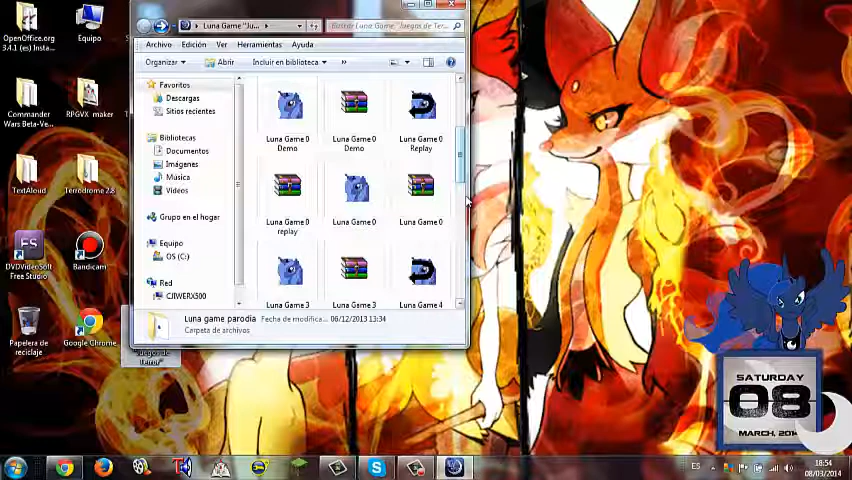 Luna Game "Ju...
Buscar Luna Game "Juegos de Terr...
Archivo Edición Ver Herramientas Ayuda
Organizar Abrir Incluir en biblioteca »
Favoritos
Descargas
Sitios recientes
Bibliotecas
Documentos
Imágenes
Música
Vídeos
Grupo en el hogar
Equipo
OS (C:)
Red
CJIWERX500
Luna Game 0
Demo
Luna Game 0
Demo
Luna Game 0
Replay
Luna Game 0
replay
Luna Game 0
Luna Game 0
Luna Game 3
Luna Game 3
Luna Game 4
Luna game parodia Fecha de modifica... 06/12/2013 13:34
Carpeta de archivos
OpenOffice.org
3.4.1 (es) Insta...
Equipo
Commander
Wars Beta-Ve...
RPGVX maker
TextAloud
Terrodrome 2.8
DVDVideoSoft
Free Studio
Bandicam
Papelera de
reciclaje
Google Chrome
"Juegos de
Terror"
SATURDAY
08
MARCH, 2014
ES
18:54
08/03/2014